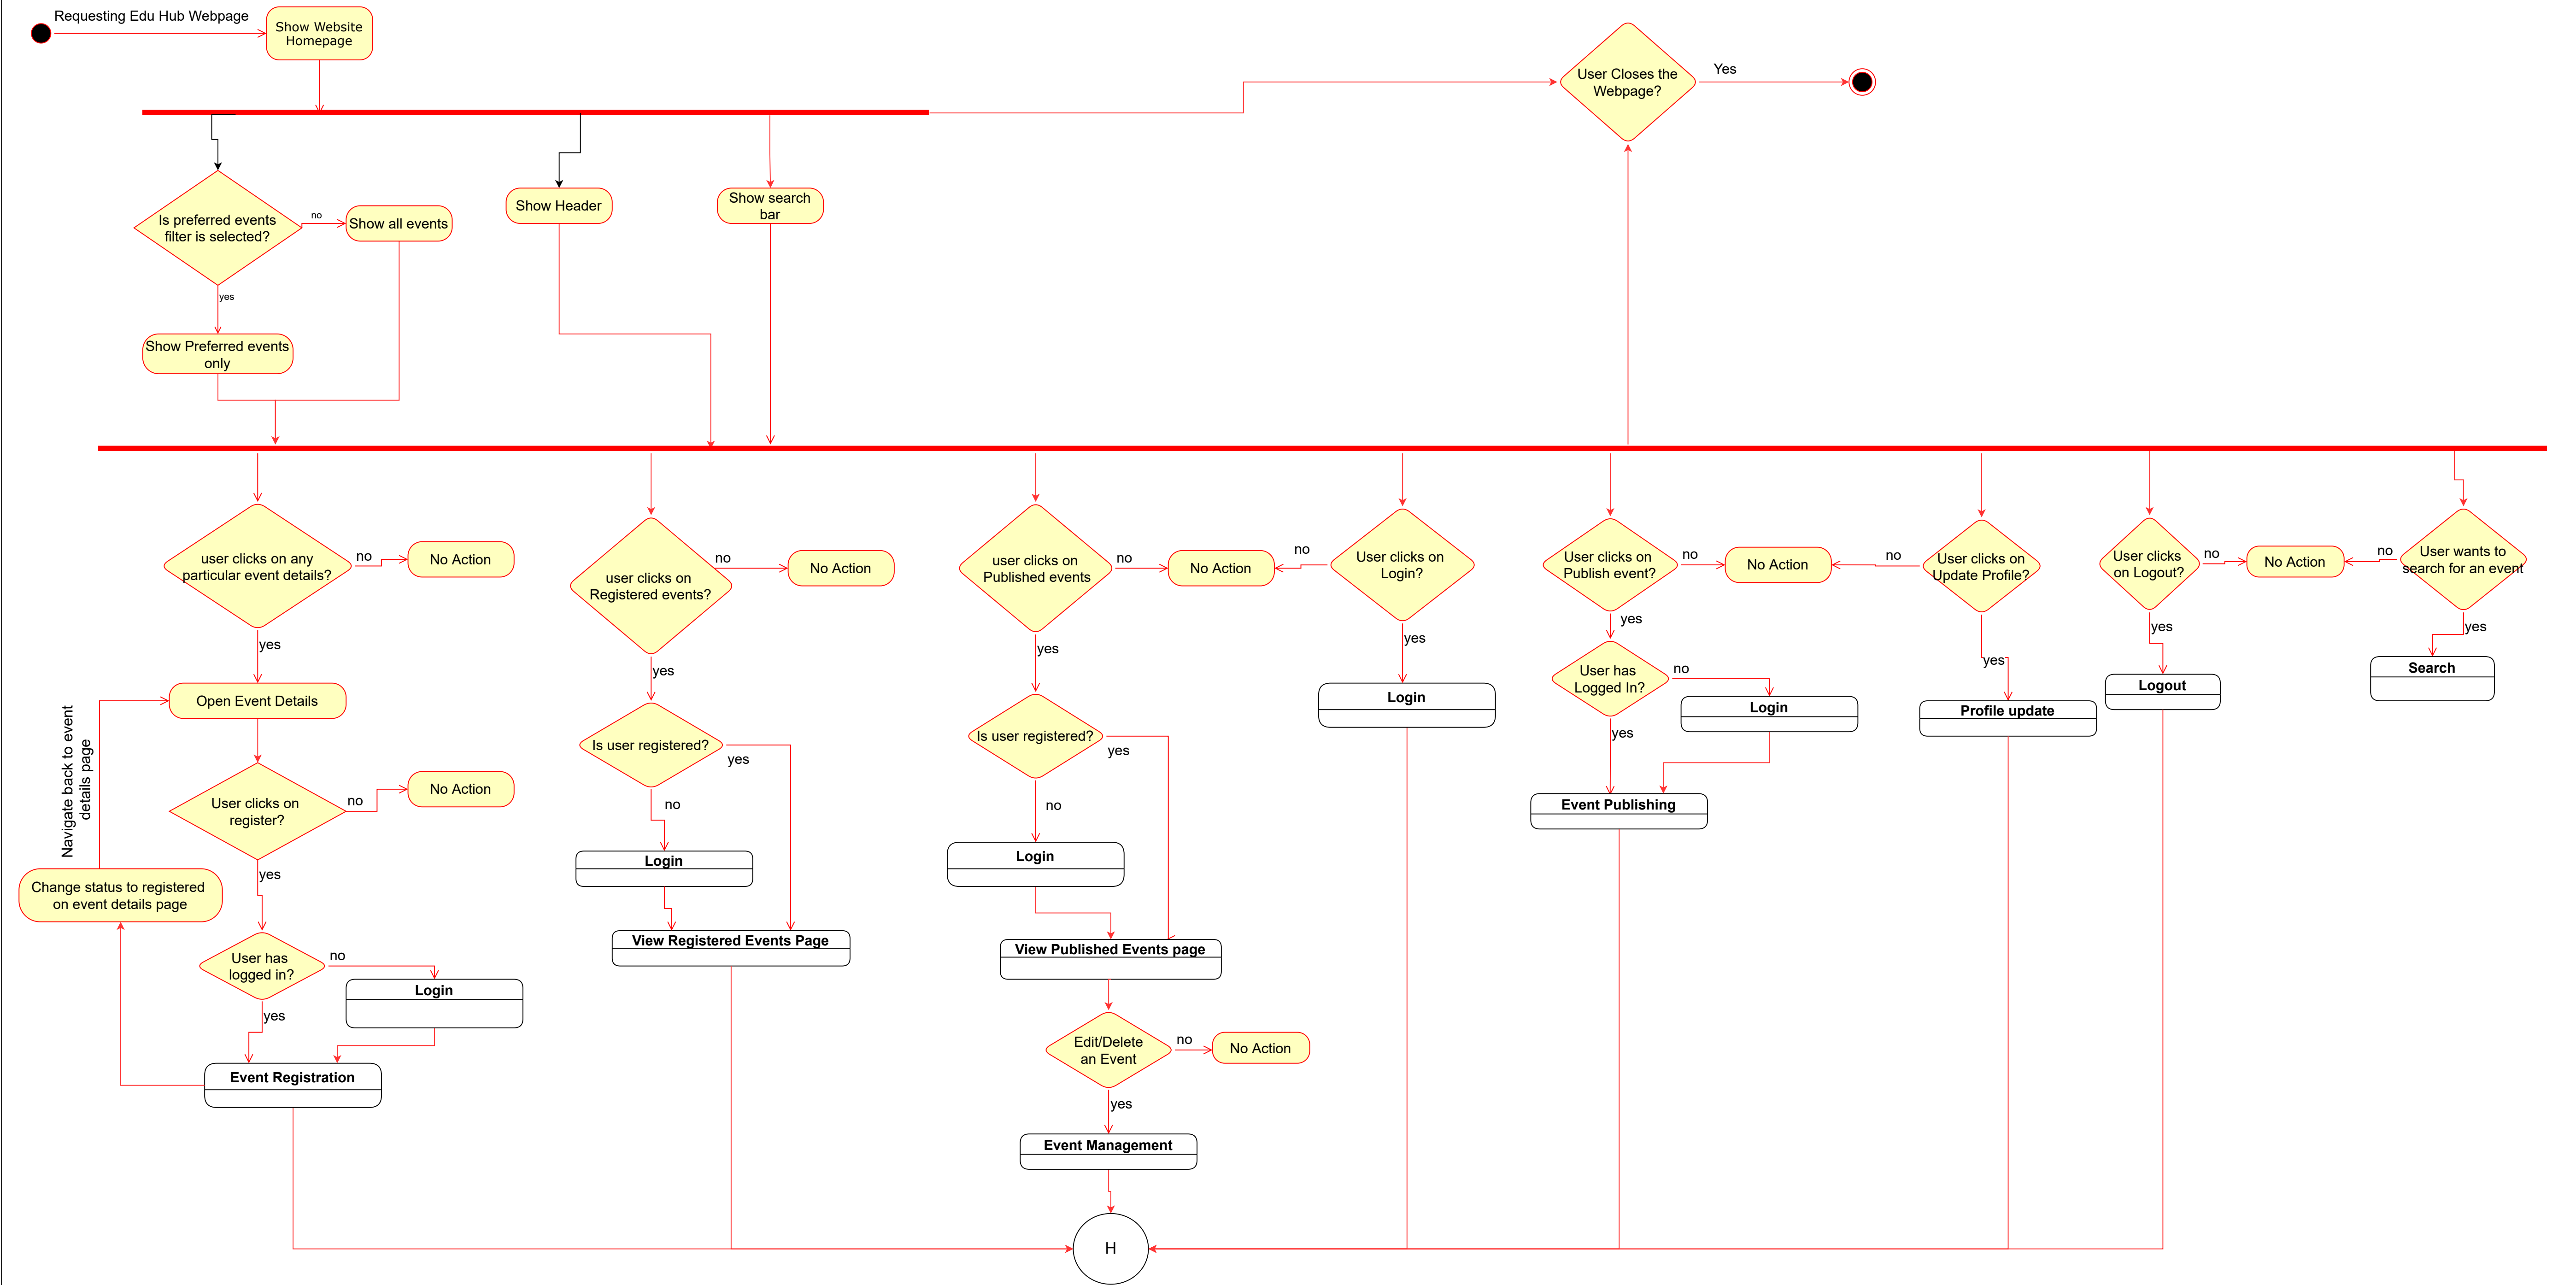 Requesting Edu Hub Webpage
Show Website
Homepage
User Closes the
Webpage?
Yes
Is preferred events
filter is selected?
no
Show all events
Show Header
Show search
bar
yes
Show Preferred events
only
user clicks on any
particular event details?
no
No Action
user clicks on
Registered events?
no
No Action
user clicks on
Published events
no
No Action
no
User clicks on
Login?
User clicks on
Publish event?
no
No Action
no
User clicks on
Update Profile?
User clicks
on Logout?
no
No Action
no
User wants to
search for an event
yes
yes
yes
yes
yes
yes
yes
yes
Open Event Details
Is user registered?
yes
Is user registered?
yes
Login
User has
Logged In?
no
Login
yes
Profile update
Logout
Search
Navigate back to event
details page
User clicks on
register?
no
No Action
no
no
Event Publishing
yes
Change status to registered
on event details page
Login
Login
User has
logged in?
no
Login
yes
View Registered Events Page
View Published Events page
Event Registration
Edit/Delete
an Event
no
No Action
yes
Event Management
H